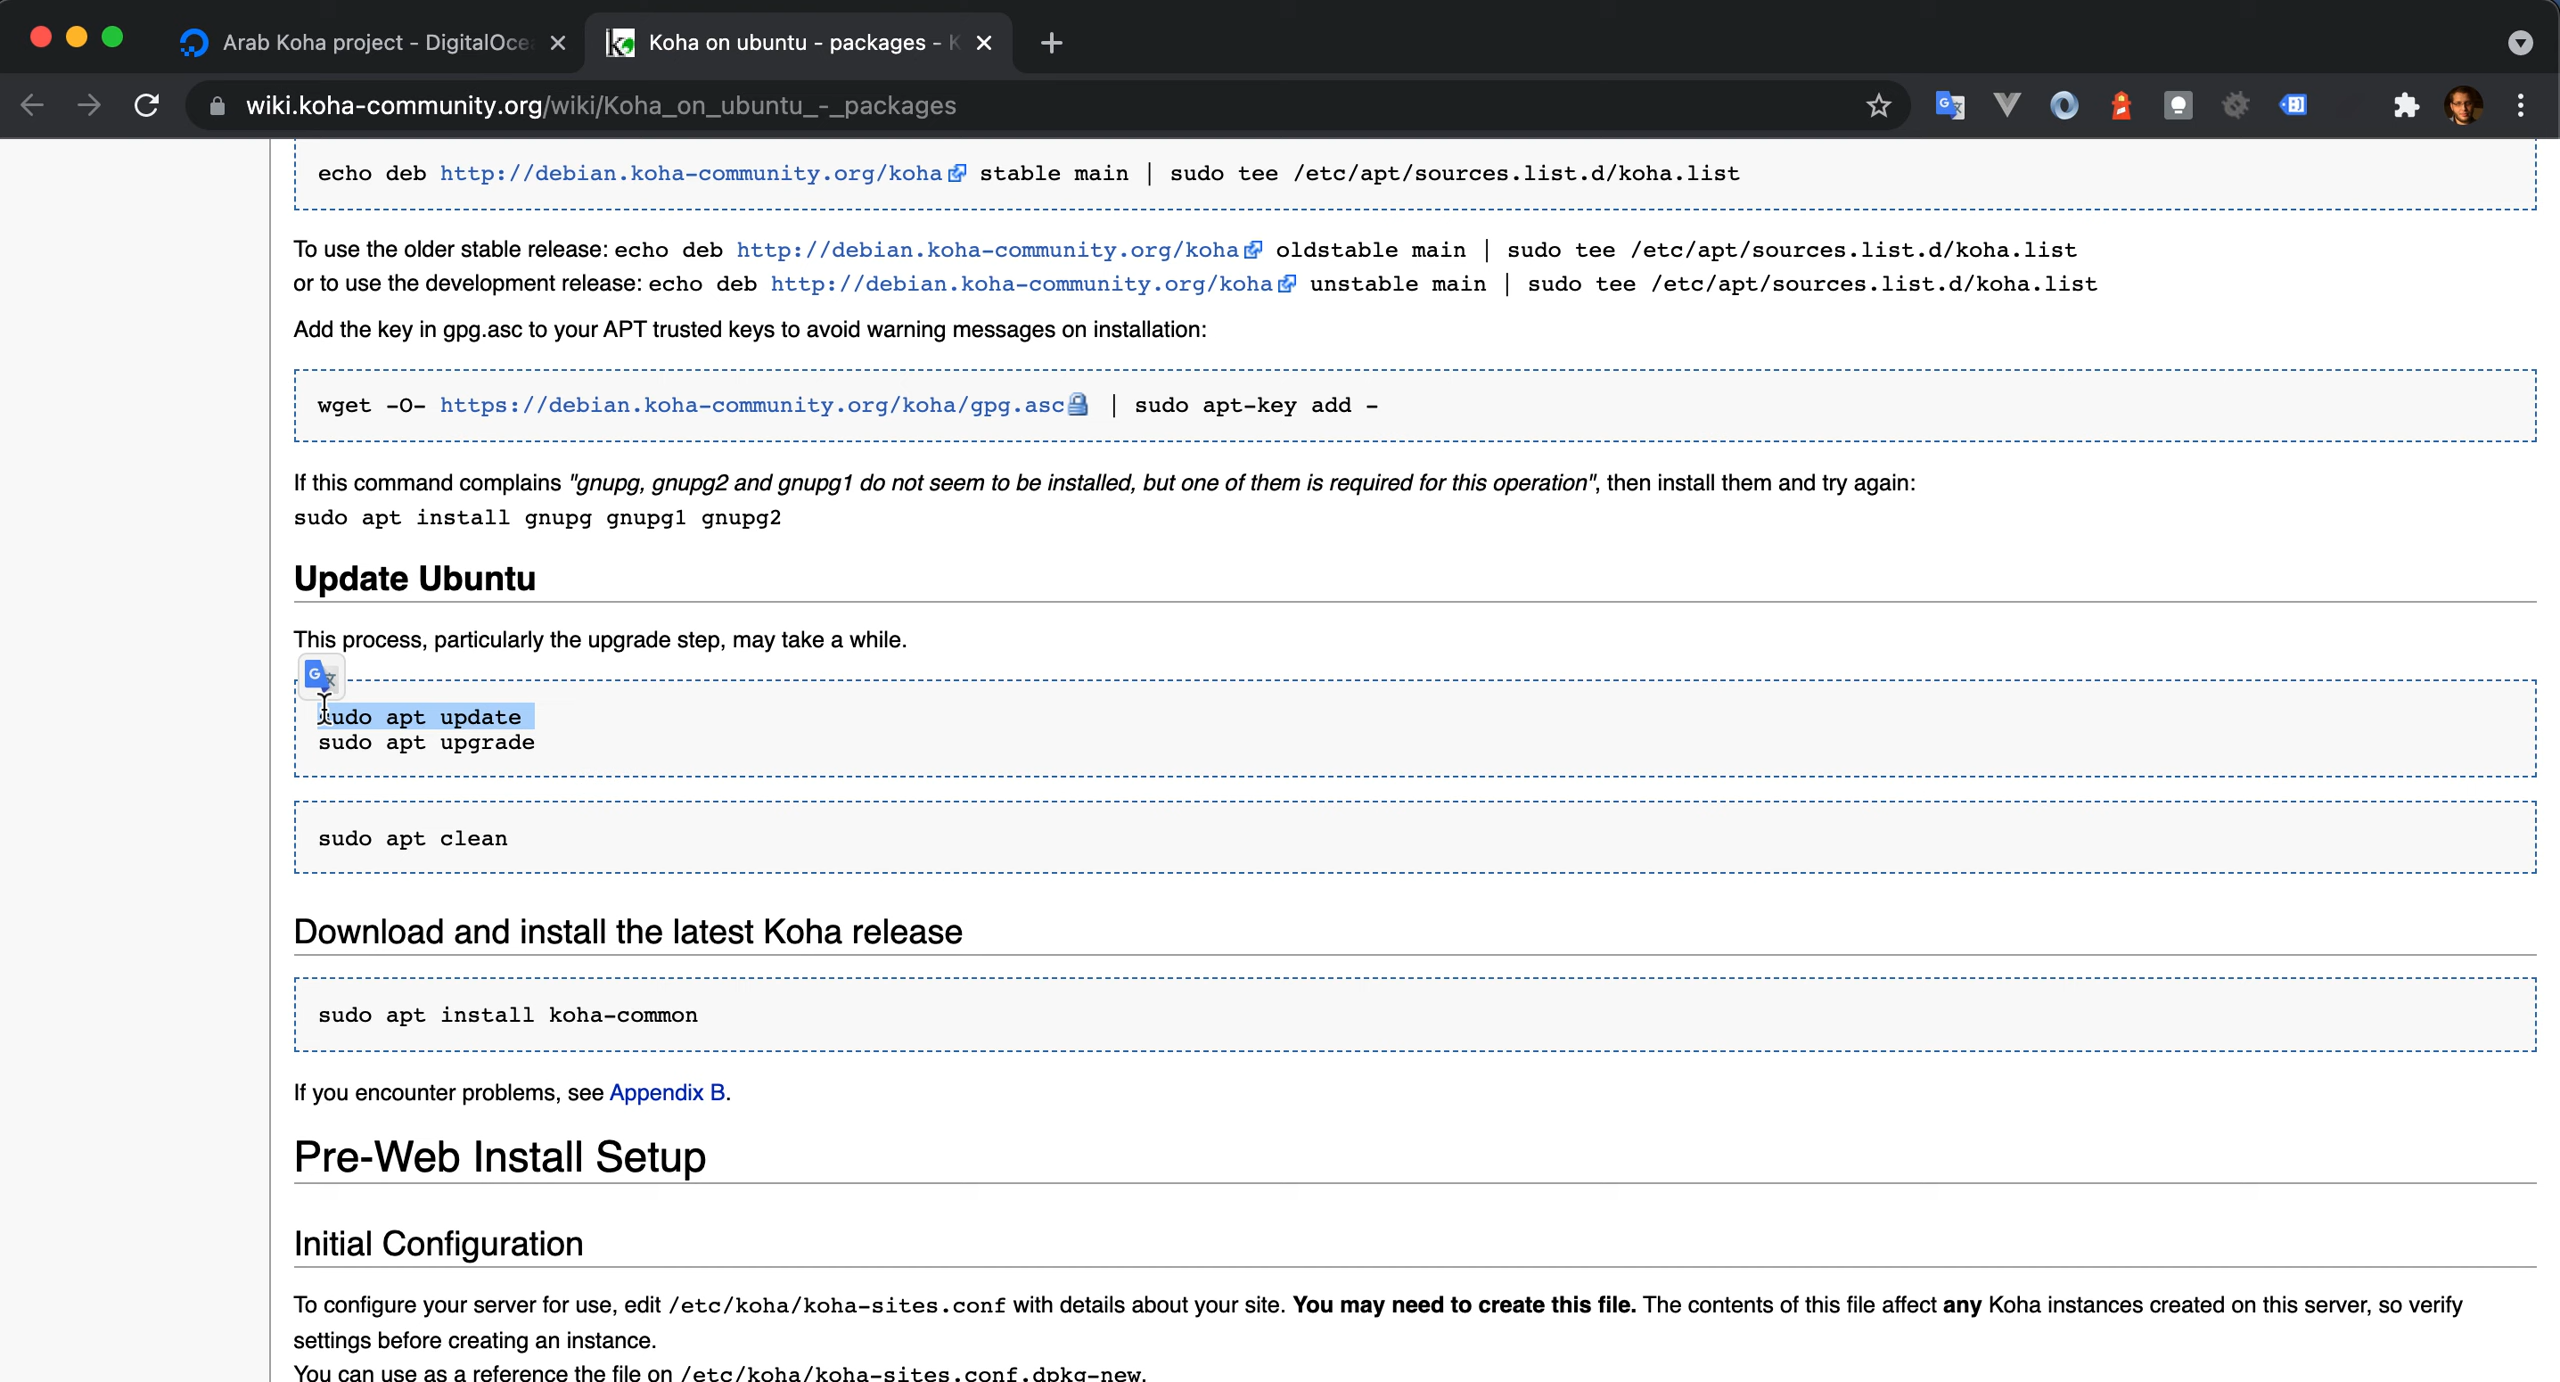 Arab Koha project - DigitalOce
Koha on ubuntu - packages - K
wiki.koha-community.org/wiki/Koha_on_ubuntu_-_packages
echo deb http://debian.koha-community.org/koha stable main | sudo tee /etc/apt/sources.list.d/koha.list
To use the older stable release: echo deb http://debian.koha-community.org/koha oldstable main | sudo tee /etc/apt/sources.list.d/koha.list
or to use the development release: echo deb http://debian.koha-community.org/koha unstable main | sudo tee /etc/apt/sources.list.d/koha.list
Add the key in gpg.asc to your APT trusted keys to avoid warning messages on installation:
wget -O- https://debian.koha-community.org/koha/gpg.asc | sudo apt-key add -
If this command complains "gnupg, gnupg2 and gnupg1 do not seem to be installed, but one of them is required for this operation", then install them and try again:
sudo apt install gnupg gnupg1 gnupg2
Update Ubuntu
This process, particularly the upgrade step, may take a while.
sudo apt update
sudo apt upgrade
sudo apt clean
Download and install the latest Koha release
sudo apt install koha-common
If you encounter problems, see Appendix B.
Pre-Web Install Setup
Initial Configuration
To configure your server for use, edit /etc/koha/koha-sites.conf with details about your site. You may need to create this file. The contents of this file affect any Koha instances created on this server, so verify
settings before creating an instance.
You can use as a reference the file on /etc/koha/koha-sites.conf.dpkg-new.